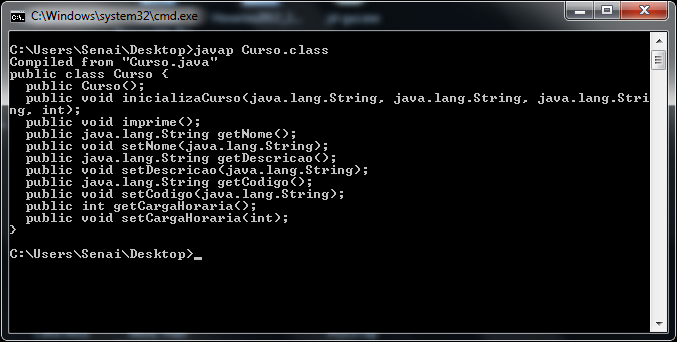 C:\Windows\system32\cmd.exe
C:\Users\Senai\Desktop>javap Curso.class
Compiled from "Curso.java"
public class Curso {
  public Curso();
  public void inicializaCurso(java.lang.String, java.lang.String, java.lang.Stri
ng, int);
  public void imprime();
  public java.lang.String getNome();
  public void setNome(java.lang.String);
  public java.lang.String getDescricao();
  public void setDescricao(java.lang.String);
  public java.lang.String getCodigo();
  public void setCodigo(java.lang.String);
  public int getCargaHoraria();
  public void setCargaHoraria(int);
}
C:\Users\Senai\Desktop>_